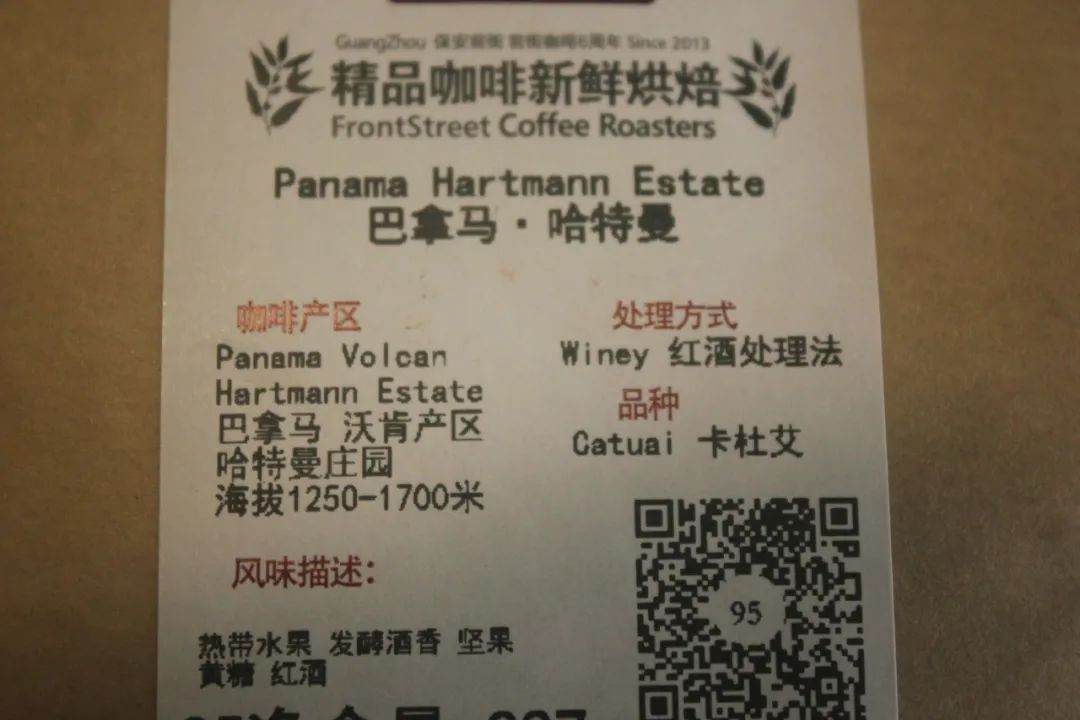 GuangZhou 保安前街 前街咖啡6周年 Since 2013
精品咖啡新鲜烘焙
FrontStreet Coffee Roasters
Panama Hartmann Estate
巴拿马·哈特曼
咖啡产区
Panama Volcan
Hartmann Estate
巴拿马 沃肯产区
哈特曼庄园
海拔1250-1700米
处理方式
Winey 红酒处理法
品种
Catuai 卡杜艾
风味描述:
热带水果 发酵酒香 坚果
黄糖 红酒
95